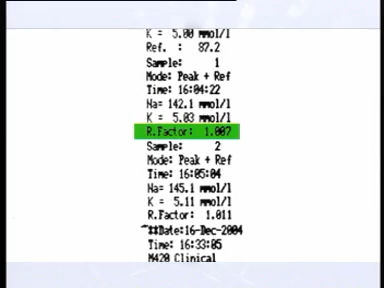 K = 5.00 mmol/l
Ref. : 87.2
Sample: 1
Mode: Peak + Ref
Time: 16:04:22
Na= 142.1 mmol/l
K = 5.03 mmol/l
R.Factor: 1.007
Sample: 2
Mode: Peak + Ref
Time: 16:05:04
Na= 145.1 mmol/l
K = 5.11 mmol/l
R.Factor: 1.011
**Date:16-Dec-2004
Time: 16:33:05
M420 Clinical